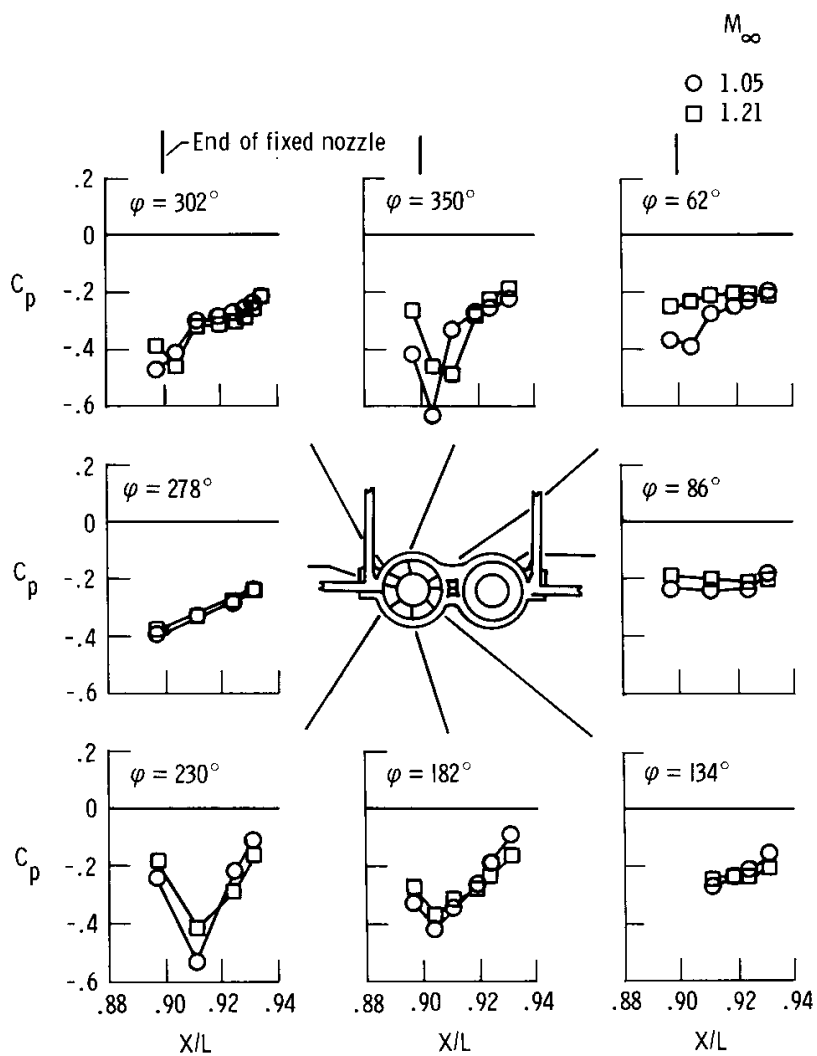 M∞
○ 1.05
□ 1.21
End of fixed nozzle
.2
0
-.2
-.4
-.6
Cp
φ = 302°
φ = 350°
φ = 62°
.2
0
-.2
-.4
-.6
Cp
φ = 278°
φ = 86°
.2
0
-.2
-.4
-.6
Cp
φ = 230°
φ = 182°
φ = 134°
.88 .90 .92 .94
.88 .90 .92 .94
.88 .90 .92 .94
X/L
X/L
X/L